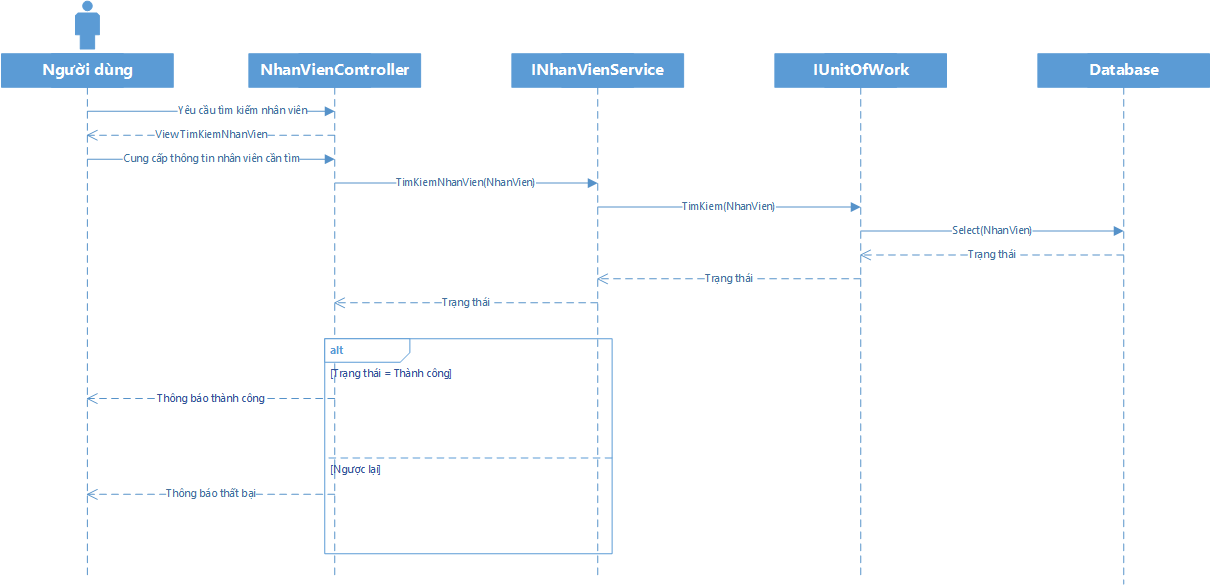 Người dùng
NhanVienController
INhanVienService
IUnitOfWork
Database
Yêu cầu tìm kiếm nhân viên
ViewTimKiemNhanVien
Cung cấp thông tin nhân viên cần tìm
TimKiemNhanVien(NhanVien)
TimKiem(NhanVien)
Select(NhanVien)
Trạng thái
Trạng thái
Trạng thái
alt
[Trạng thái = Thành công]
Thông báo thành công
[Ngược lại]
Thông báo thất bại